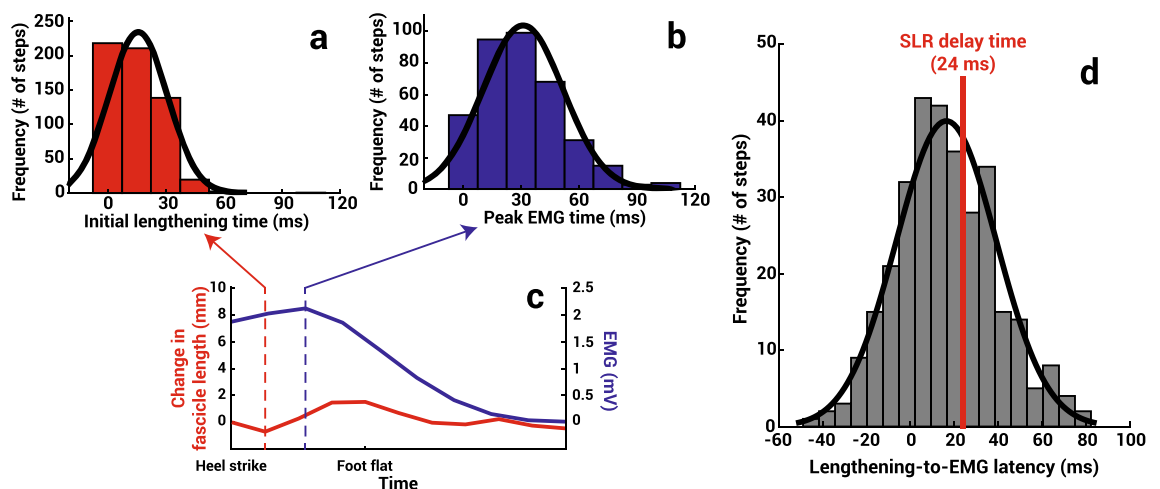 a
Frequency (# of steps)
250
200
150
100
50
0
0
30
60
90
120
Initial lengthening time (ms)
b
Frequency (# of steps)
100
80
60
40
20
0
0
30
60
90
120
Peak EMG time (ms)
c
Change in
fascicle length (mm)
10
8
6
4
2
0
2.5
2
1.5
1
0.5
0
EMG (mV)
Heel strike
Foot flat
Time
d
SLR delay time
(24 ms)
Frequency (# of steps)
50
40
30
20
10
0
-60
-40
-20
0
20
40
60
80
100
Lengthening-to-EMG latency (ms)